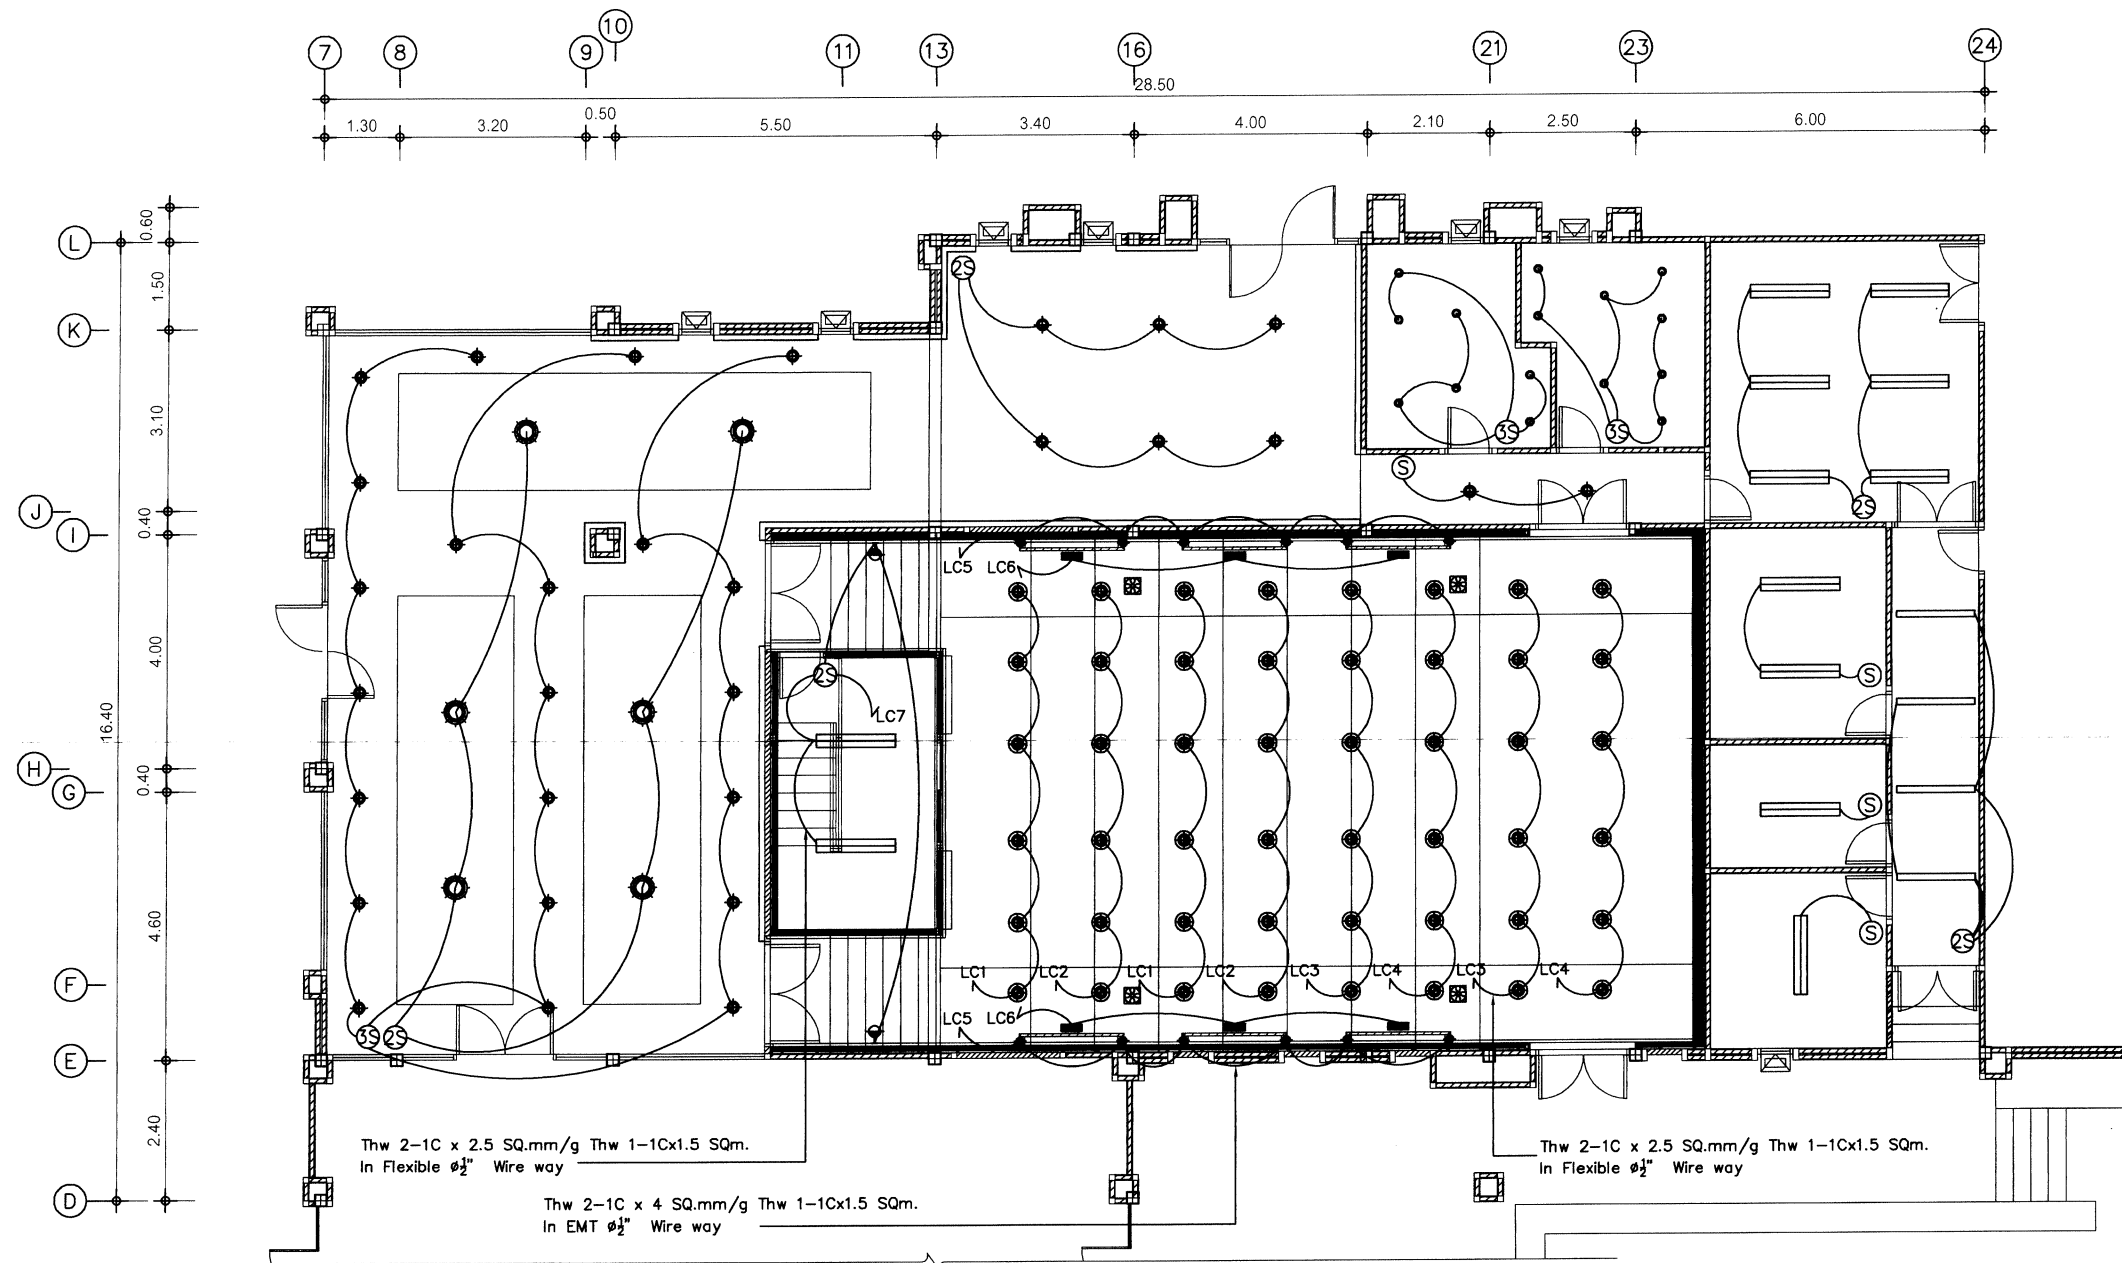 10
7 8 9 11 13 16 21 23 24
28.50
1.30 3.20 0.50 5.50 3.40 4.00 2.10 2.50 6.00
L
0.60
1.50
2S
K
3.10
3S 3S
S
2S
J
I
0.40
LC5 LC6
4.00
2S
S
LC7
16.40
H
G
0.40
S
4.60
S
2S
F
LC1 LC2 LC1 LC2 LC3 LC4 LC3 LC4
LC5 LC6
3S 2S
E
2.40
Thw 2-1C x 2.5 SQ.mm/g Thw 1-1Cx1.5 SQm.
In Flexible ø½" Wire way
Thw 2-1C x 2.5 SQ.mm/g Thw 1-1Cx1.5 SQm.
In Flexible ø½" Wire way
D
Thw 2-1C x 4 SQ.mm/g Thw 1-1Cx1.5 SQm.
In EMT ø½" Wire way